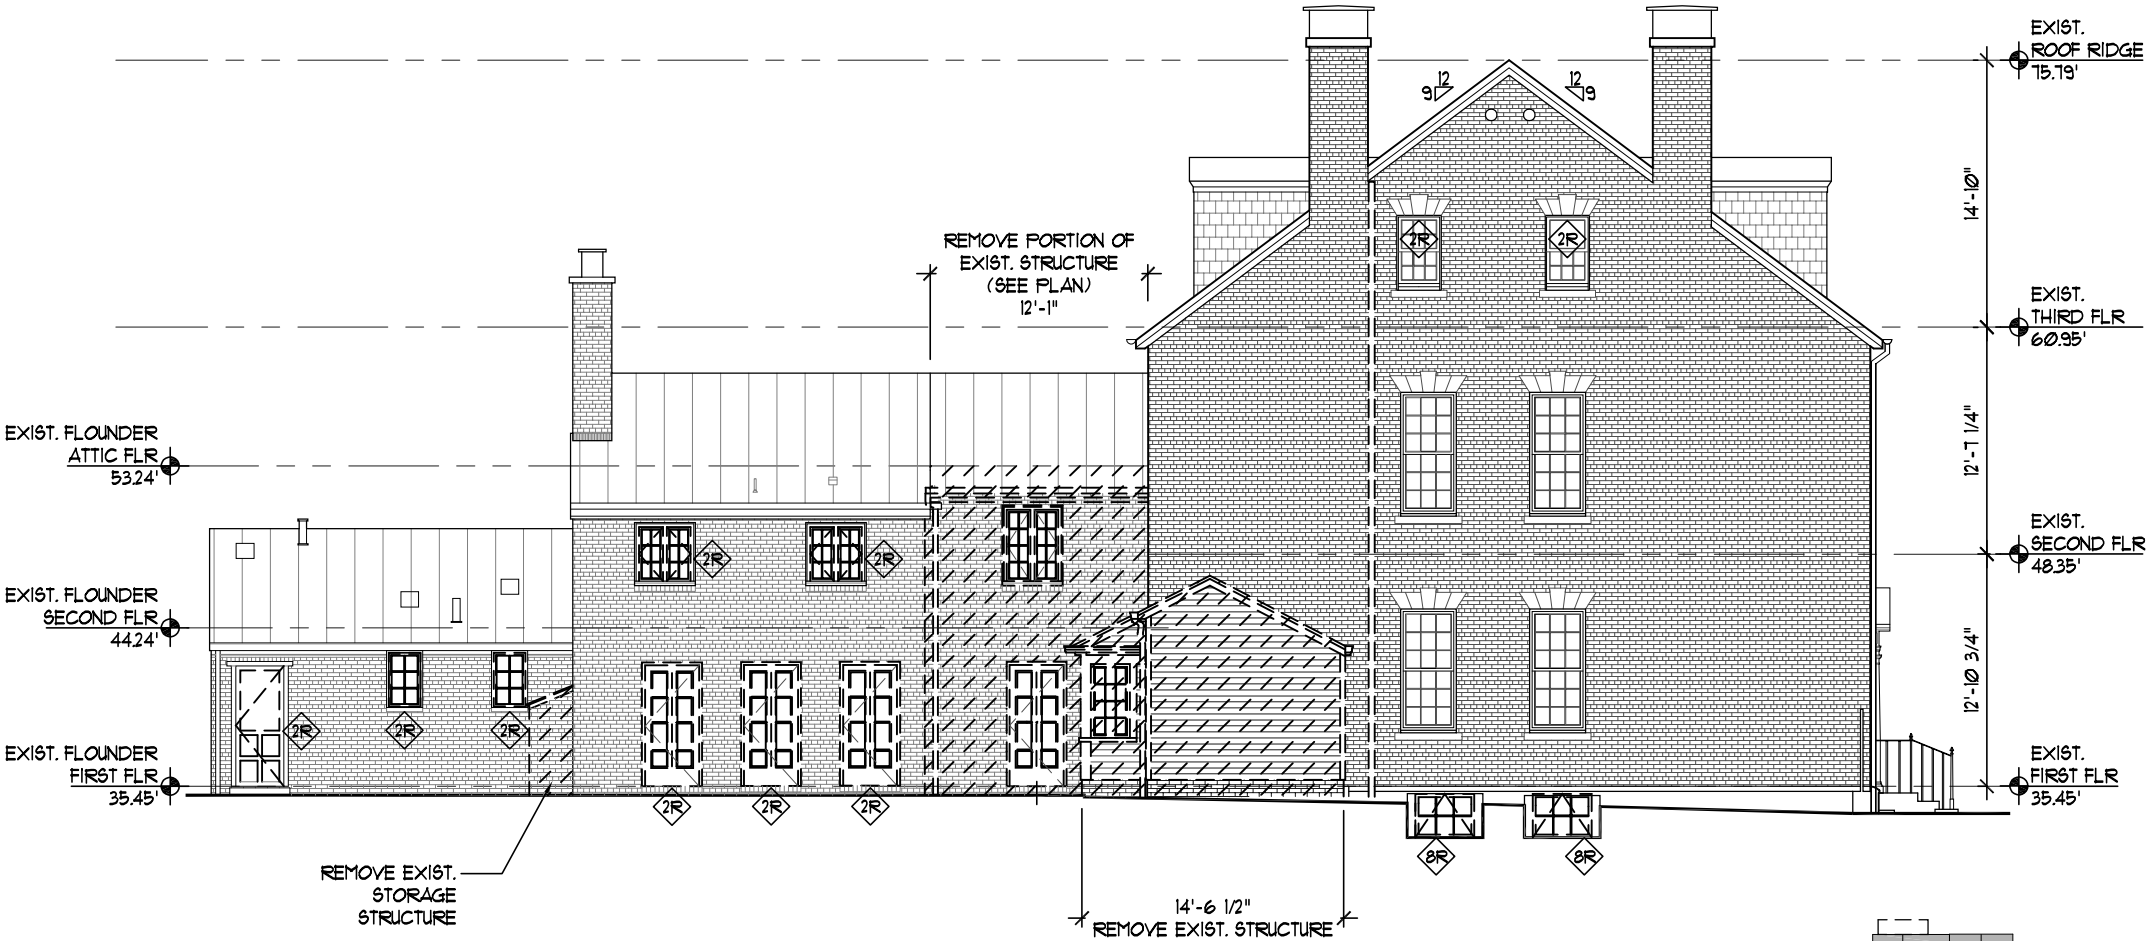 EXIST.
ROOF RIDGE
75.79'
12
9
12
9
14'-10"
REMOVE PORTION OF
EXIST. STRUCTURE
(SEE PLAN)
12'-1"
2R
2R
EXIST.
THIRD FLR
60.95'
12'-7 1/4"
EXIST. FLOUNDER
ATTIC FLR
53.24'
2R
2R
EXIST.
SECOND FLR
48.35'
EXIST. FLOUNDER
SECOND FLR
44.24'
12'-10 3/4"
2R
2R
2R
EXIST. FLOUNDER
FIRST FLR
35.45'
EXIST.
FIRST FLR
35.45'
2R
2R
2R
8R
8R
REMOVE EXIST.
STORAGE
STRUCTURE
14'-6 1/2"
REMOVE EXIST. STRUCTURE